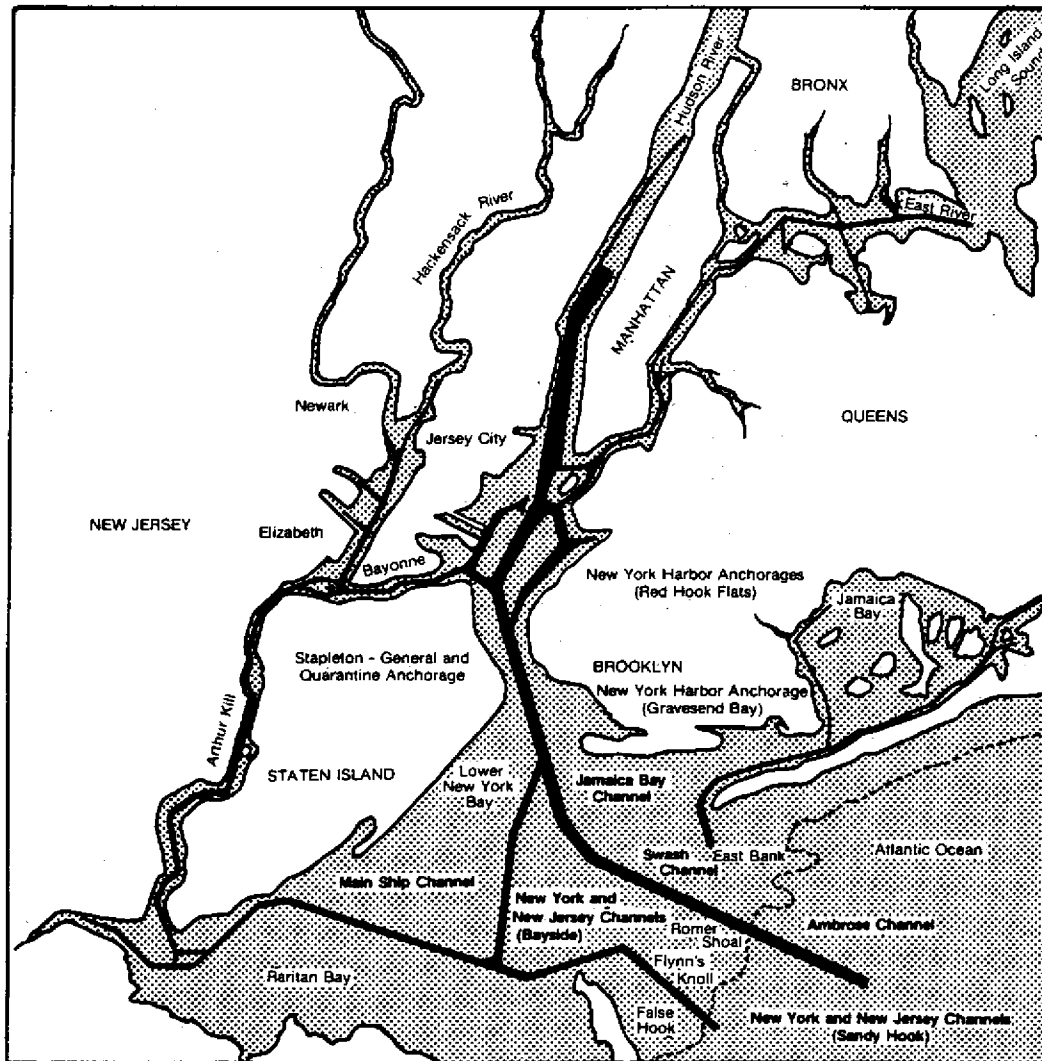 Long Island
Sound
Hudson River
BRONX
East River
Hackensack River
MANHATTAN
Newark
QUEENS
Jersey City
NEW JERSEY
Elizabeth
Bayonne
New York Harbor Anchorages
(Red Hook Flats)
Jamaica
Bay
Stapleton - General and
Quarantine Anchorage
BROOKLYN
New York Harbor Anchorage
(Gravesend Bay)
Arthur Kill
STATEN ISLAND
Lower
New York
Bay
Jamaica Bay
Channel
Swash
Channel
East Bank
Atlantic Ocean
Main Ship Channel
New York and
New Jersey Channels
(Bayside)
Romer
Shoal
Ambrose Channel
Flynn's
Knoll
Raritan Bay
False
Hook
New York and New Jersey Channels
(Sandy Hook)